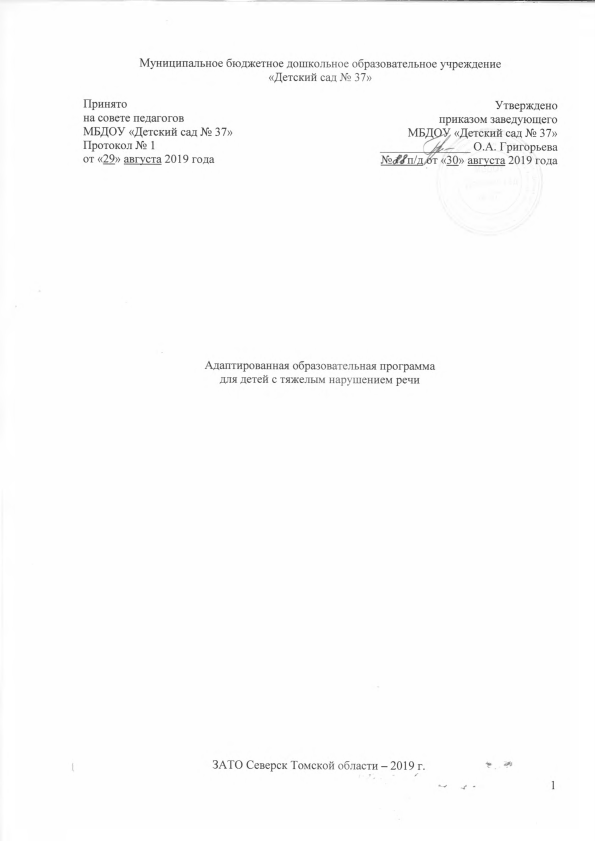 Муниципальное бюджетное дошкольное образовательное учреждение
«Детский сад № 37»
Принято
на совете педагогов
МБДОУ «Детский сад № 37»
Протокол № 1
от «29» августа 2019 года
Утверждено
приказом заведующего
МБДОУ «Детский сад № 37»
О.А. Григорьева
№88 п/д от «30» августа 2019 года
Адаптированная образовательная программа
для детей с тяжелым нарушением речи
ЗАТО Северск Томской области – 2019 г.
1